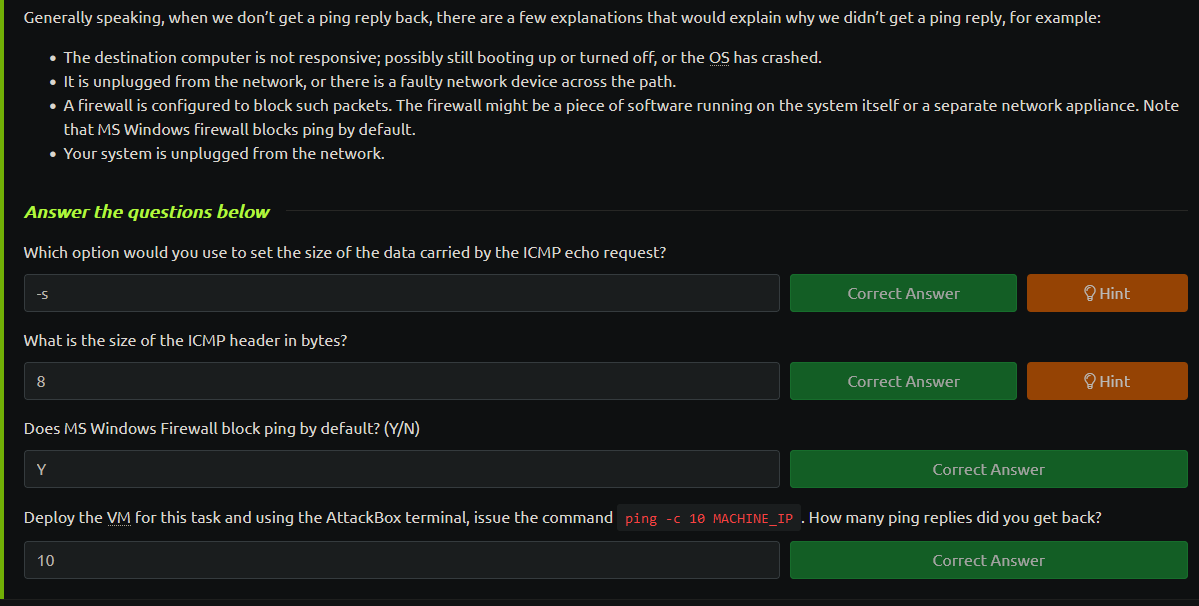 Generally speaking, when we don’t get a ping reply back, there are a few explanations that would explain why we didn’t get a ping reply, for example:
• The destination computer is not responsive; possibly still booting up or turned off, or the OS has crashed.
• It is unplugged from the network, or there is a faulty network device across the path.
• A firewall is configured to block such packets. The firewall might be a piece of software running on the system itself or a separate network appliance. Note
that MS Windows firewall blocks ping by default.
• Your system is unplugged from the network.
Answer the questions below
Which option would you use to set the size of the data carried by the ICMP echo request?
-s Correct Answer Hint
What is the size of the ICMP header in bytes?
8 Correct Answer Hint
Does MS Windows Firewall block ping by default? (Y/N)
Y Correct Answer
Deploy the VM for this task and using the AttackBox terminal, issue the command ping -c 10 MACHINE_IP . How many ping replies did you get back?
10 Correct Answer